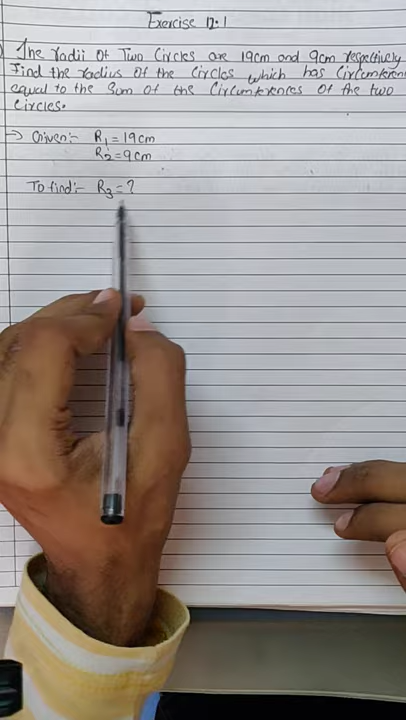 Exercise 12.1
The radii of Two Circles are 19cm and 9cm respectively
Find the radius of the Circles which has Circumferen
equal to the Sum of the Circumferences of the two
Circles.
→ Given:- R₁ = 19cm
R₂ = 9cm
To find:- R₃ = ?